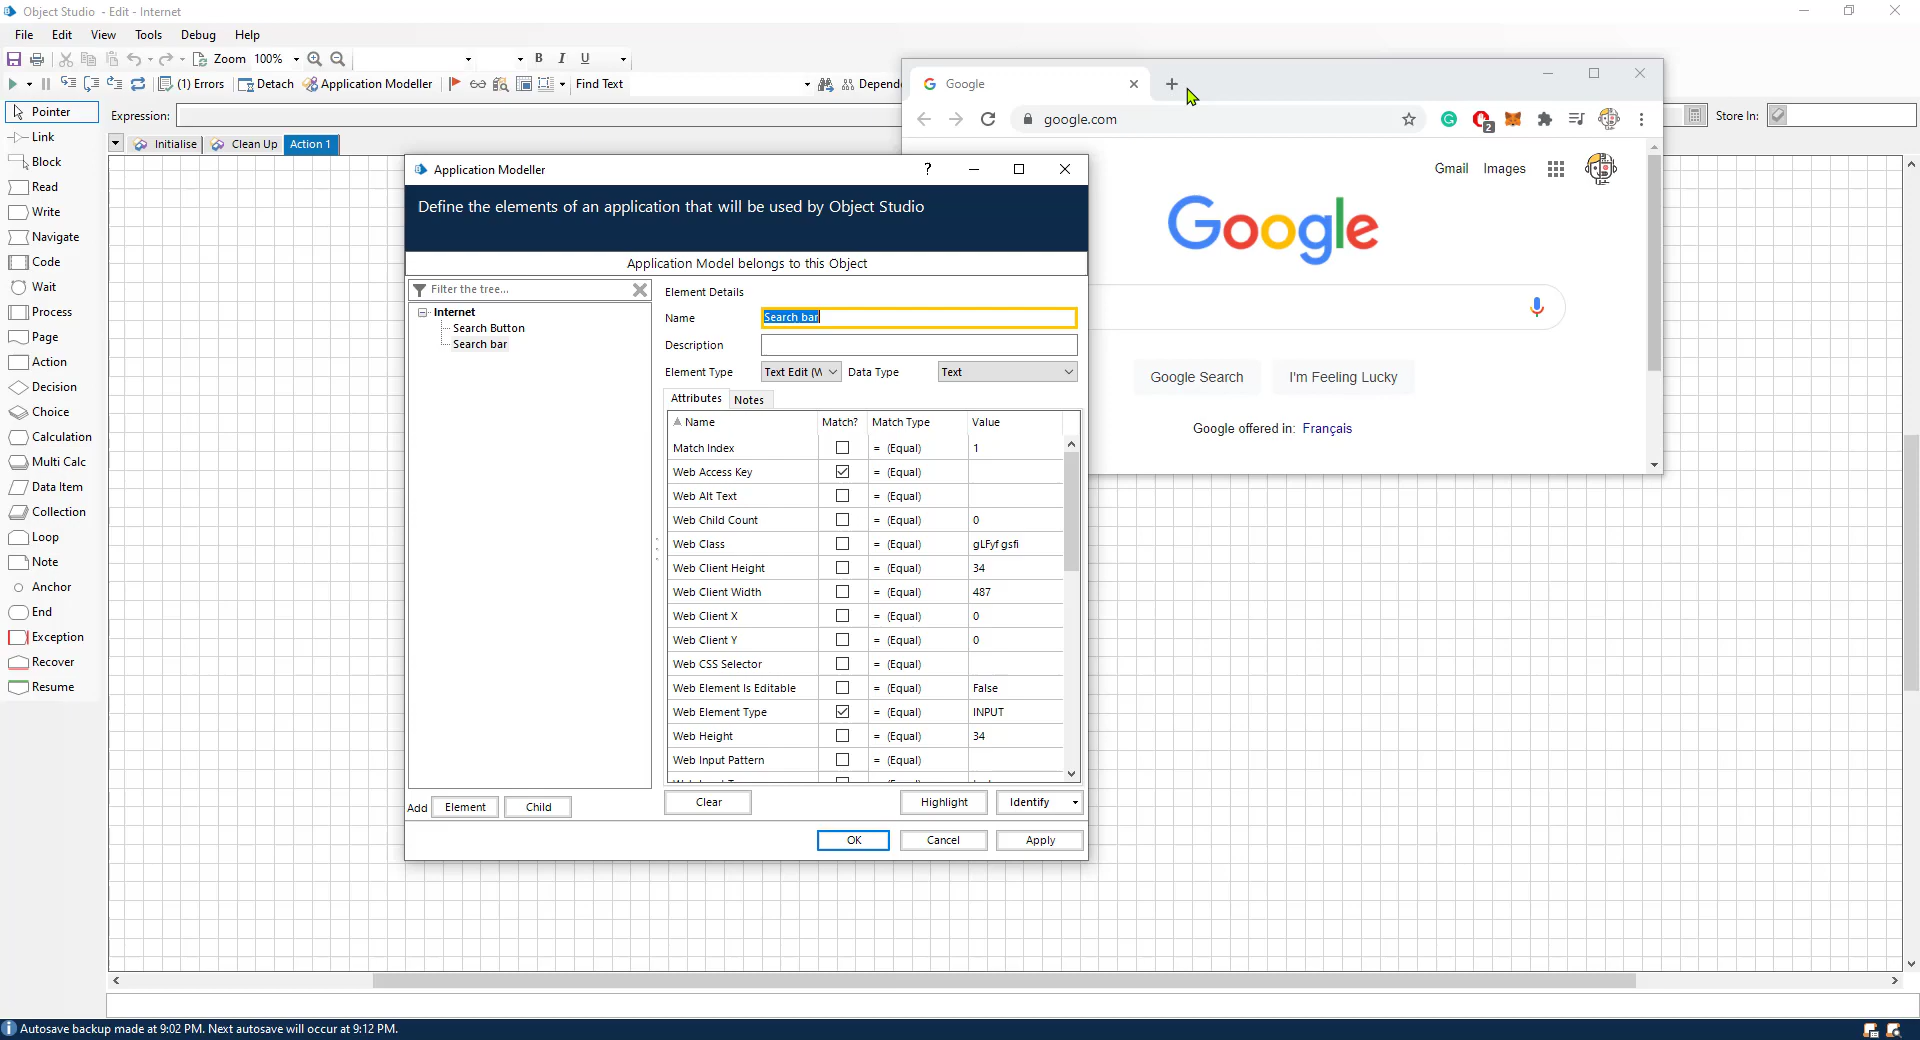 Object Studio - Edit - Internet
File Edit View Tools Debug Help
Zoom 100% B I U
(1) Errors Detach Application Modeller Find Text Depend
Pointer
Link
Block
Read
Write
Navigate
Code
Wait
Process
Page
Action
Decision
Choice
Calculation
Multi Calc
Data Item
Collection
Loop
Note
Anchor
End
Exception
Recover
Resume
Expression:
Store In:
Initialise Clean Up Action 1
Google
google.com
2
Gmail Images
Google
Google Search I'm Feeling Lucky
Google offered in: Français
Application Modeller ?
Define the elements of an application that will be used by Object Studio
Application Model belongs to this Object
Filter the tree...
Internet
Search Button
Search bar
Element Details
Name Search bar
Description
Element Type Text Edit (W Data Type Text
Attributes Notes
Name Match? Match Type Value
Match Index = (Equal) 1
Web Access Key = (Equal)
Web Alt Text = (Equal)
Web Child Count = (Equal) 0
Web Class = (Equal) gLFyf gsfi
Web Client Height = (Equal) 34
Web Client Width = (Equal) 487
Web Client X = (Equal) 0
Web Client Y = (Equal) 0
Web CSS Selector = (Equal)
Web Element Is Editable = (Equal) False
Web Element Type = (Equal) INPUT
Web Height = (Equal) 34
Web Input Pattern = (Equal)
Add Element Child
Clear Highlight Identify
OK Cancel Apply
Autosave backup made at 9:02 PM. Next autosave will occur at 9:12 PM.